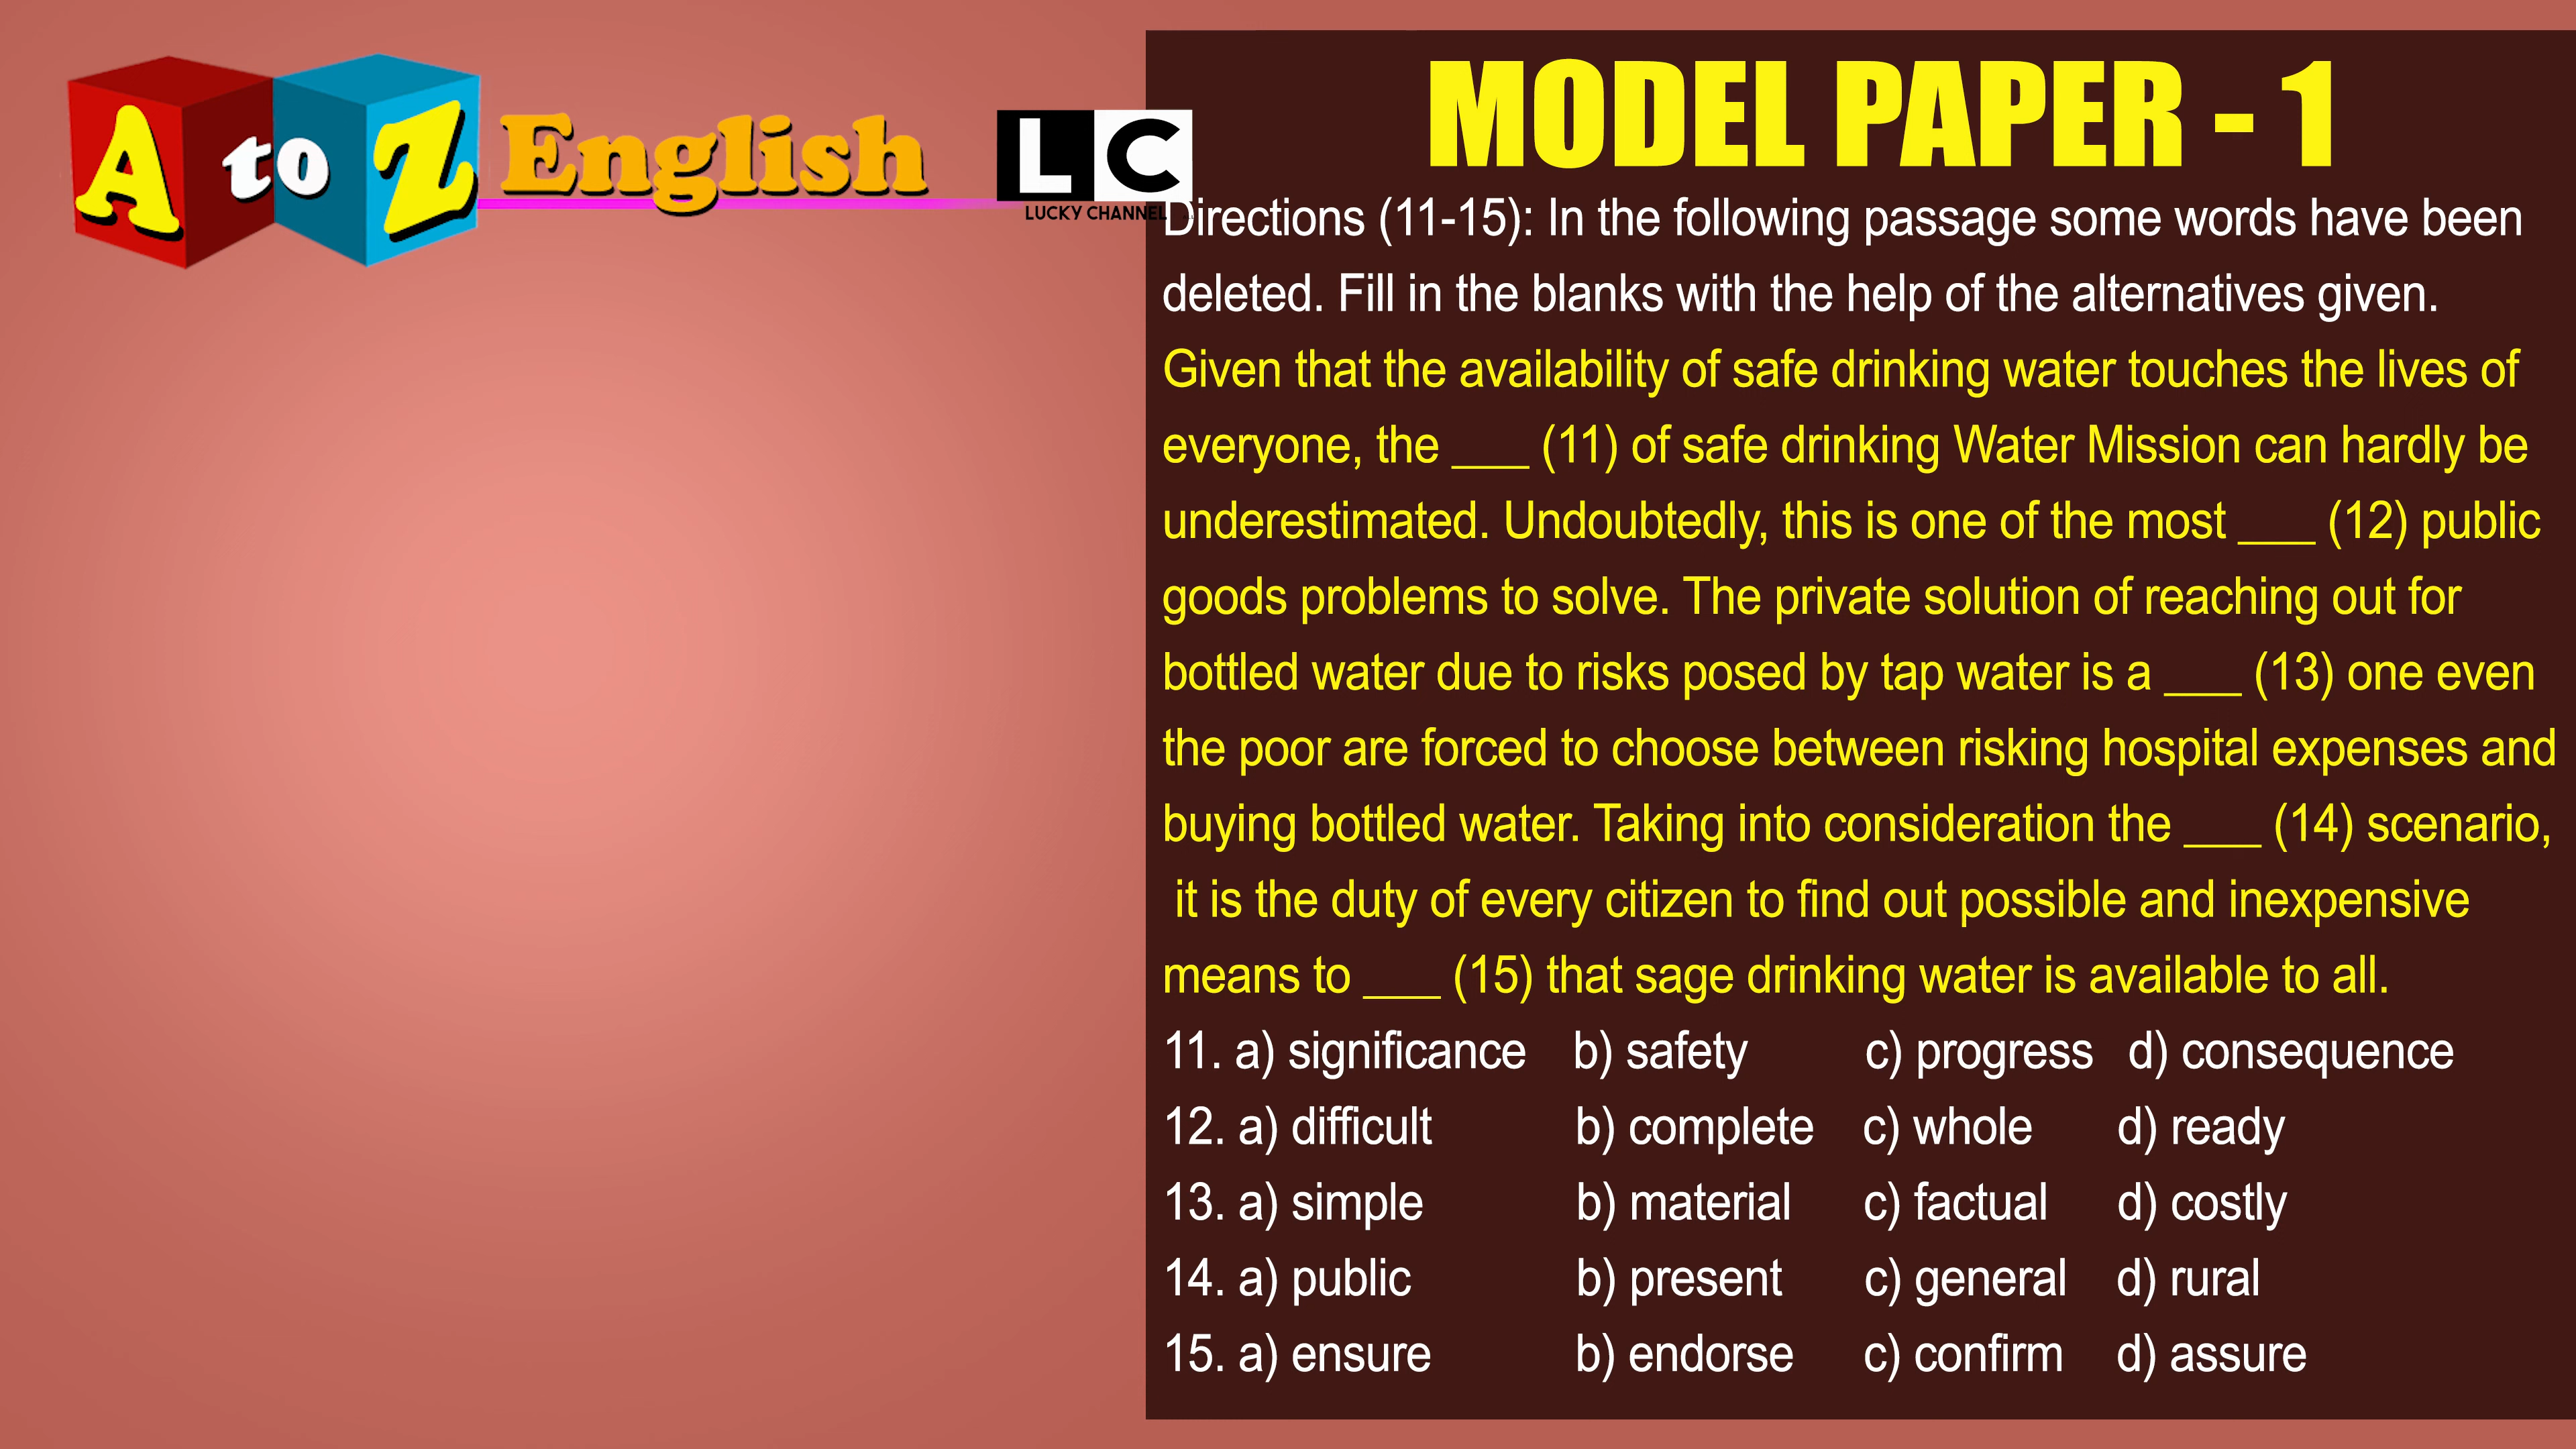 A to Z English
LC
LUCKY CHANNEL
MODEL PAPER - 1
Directions (11-15): In the following passage some words have been
deleted. Fill in the blanks with the help of the alternatives given.
Given that the availability of safe drinking water touches the lives of
everyone, the ___ (11) of safe drinking Water Mission can hardly be
underestimated. Undoubtedly, this is one of the most ___ (12) public
goods problems to solve. The private solution of reaching out for
bottled water due to risks posed by tap water is a ___ (13) one even
the poor are forced to choose between risking hospital expenses and
buying bottled water. Taking into consideration the ___ (14) scenario,
it is the duty of every citizen to find out possible and inexpensive
means to ___ (15) that sage drinking water is available to all.
11. a) significance b) safety c) progress d) consequence
12. a) difficult b) complete c) whole d) ready
13. a) simple b) material c) factual d) costly
14. a) public b) present c) general d) rural
15. a) ensure b) endorse c) confirm d) assure